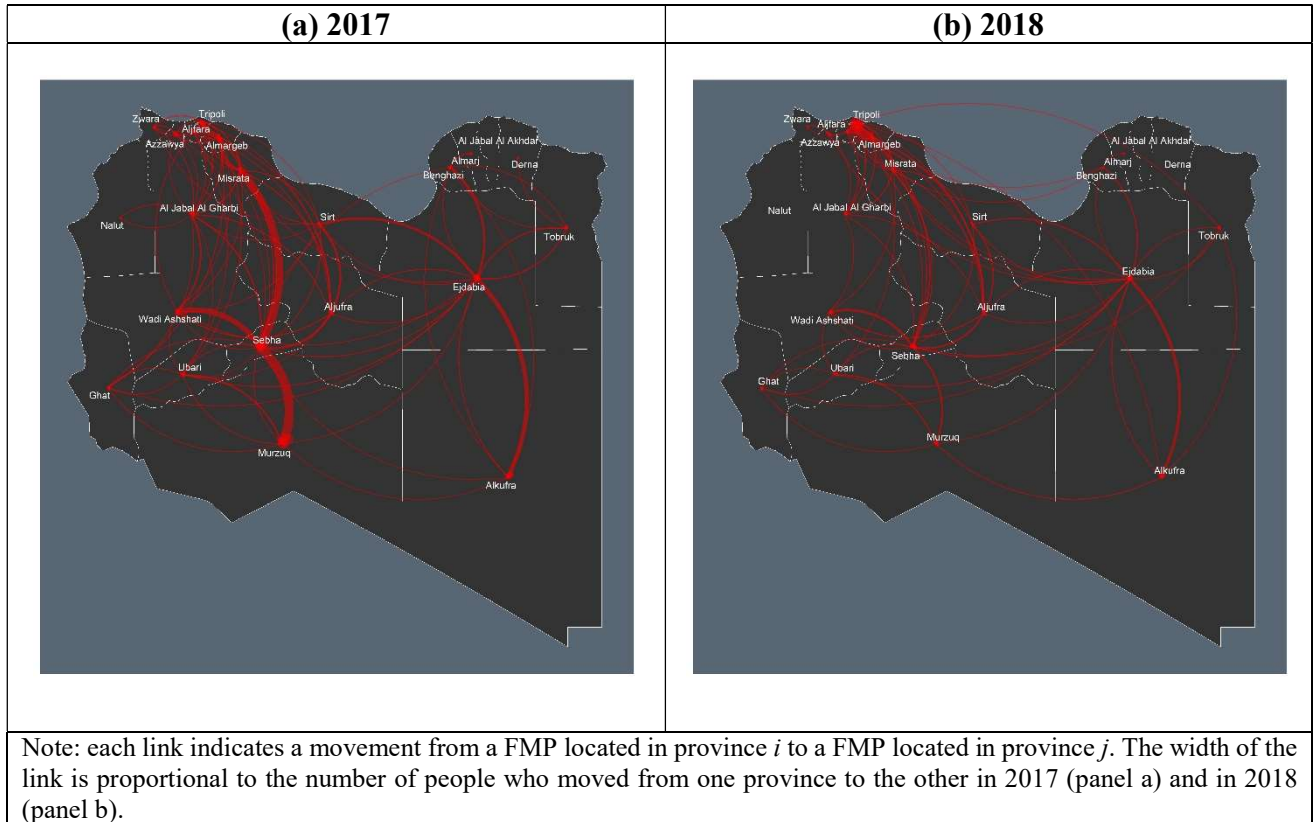 (a) 2017
(b) 2018
Zwara
Tripoli
Aljfara
Azzawya
Almargeb
Misrata
Al Jabal Al Akhdar
Almarj
Derna
Benghazi
Al Jabal Al Gharbi
Sirt
Nalut
Tobruk
Ejdabia
Wadi Ashshati
Aljufra
Sebha
Ubari
Ghat
Murzuq
Alkufra
Zwara
Tripoli
Aljfara
Azzawya
Almargeb
Misrata
Al Jabal Al Akhdar
Almarj
Derna
Benghazi
Al Jabal Al Gharbi
Sirt
Nalut
Tobruk
Ejdabia
Wadi Ashshati
Aljufra
Sebha
Ubari
Ghat
Murzuq
Alkufra
Note: each link indicates a movement from a FMP located in province i to a FMP located in province j. The width of the
link is proportional to the number of people who moved from one province to the other in 2017 (panel a) and in 2018
(panel b).